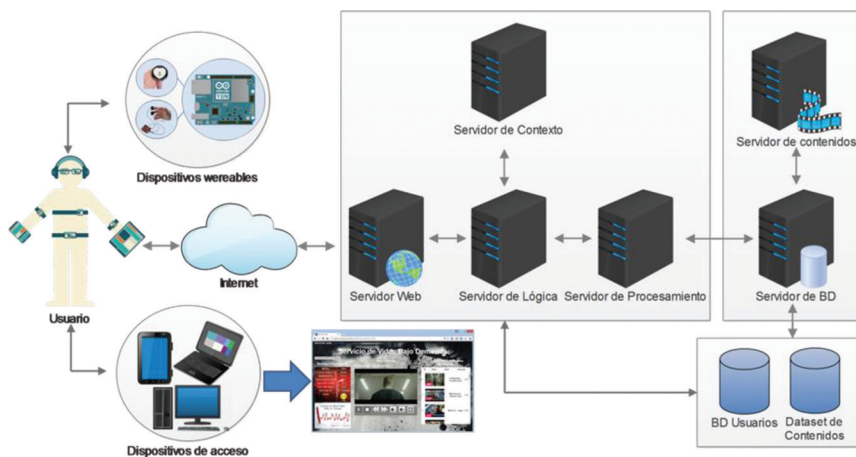 ARDUINO
Dispositivos wereables
Usuario
Internet
Servidor de Contexto
Servidor Web
Servidor de Lógica
Servidor de Procesamiento
Servidor de contenidos
Servidor de BD
Dispositivos de acceso
Servicio de Video Bajo Demanda
BD Usuarios
Dataset de
Contenidos